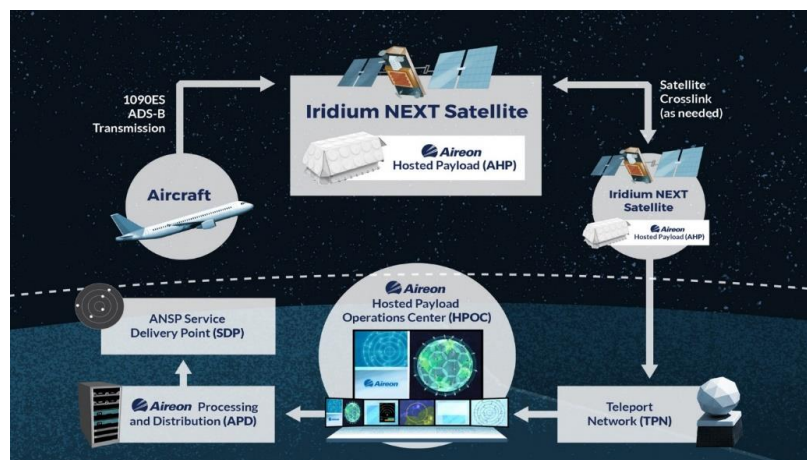 1090ES
ADS-B
Transmission
Iridium NEXT Satellite
Aireon
Hosted Payload (AHP)
Satellite
Crosslink
(as needed)
Aircraft
Iridium NEXT
Satellite
Aireon
Hosted Payload (AHP)
ANSP Service
Delivery Point (SDP)
Aireon
Hosted Payload
Operations Center (HPOC)
Aireon
Aireon Processing
and Distribution (APD)
Teleport
Network (TPN)